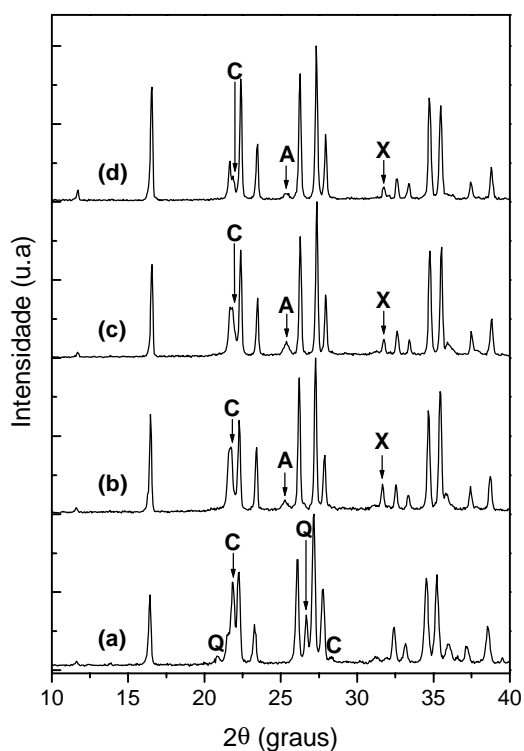 C
A
X
(d)
C
A
X
(c)
C
A
X
(b)
Q
C
Q
(a)
C
10 15 20 25 30 35 40
2θ (graus)
Intensidade (u.a)